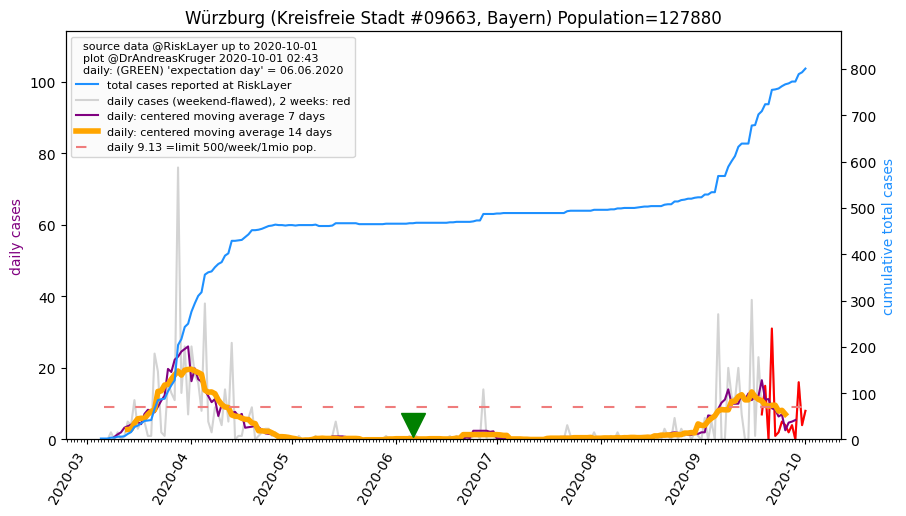 Würzburg (Kreisfreie Stadt #09663, Bayern) Population=127880
source data @RiskLayer up to 2020-10-01
plot @DrAndreasKruger 2020-10-01 02:43
daily: (GREEN) 'expectation day' = 06.06.2020
total cases reported at RiskLayer
daily cases (weekend-flawed), 2 weeks: red
daily: centered moving average 7 days
daily: centered moving average 14 days
daily 9.13 =limit 500/week/1mio pop.
daily cases
100
80
60
40
20
0
cumulative total cases
800
700
600
500
400
300
200
100
0
2020-03
2020-04
2020-05
2020-06
2020-07
2020-08
2020-09
2020-10